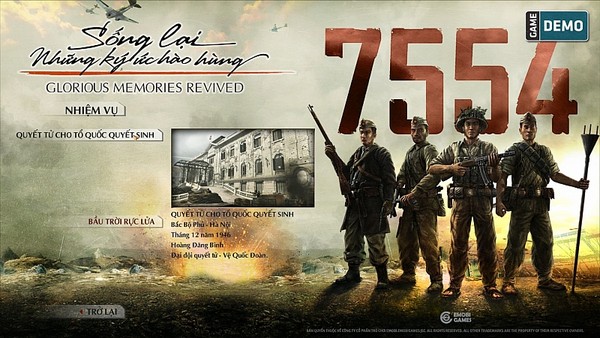 Sống lại
Những ký ức hào hùng
GLORIOUS MEMORIES REVIVED
GAME
DEMO
7554
NHIỆM VỤ
QUYẾT TỬ CHO TỔ QUỐC QUYẾT SINH
BẦU TRỜI RỰC LỬA
QUYẾT TỬ CHO TỔ QUỐC QUYẾT SINH
Bắc Bộ Phủ - Hà Nội
Tháng 12 năm 1946
Hoàng Đăng Bình
Đại đội quyết tử - Vệ Quốc Đoàn.
TRỞ LẠI
EMOBI
GAMES